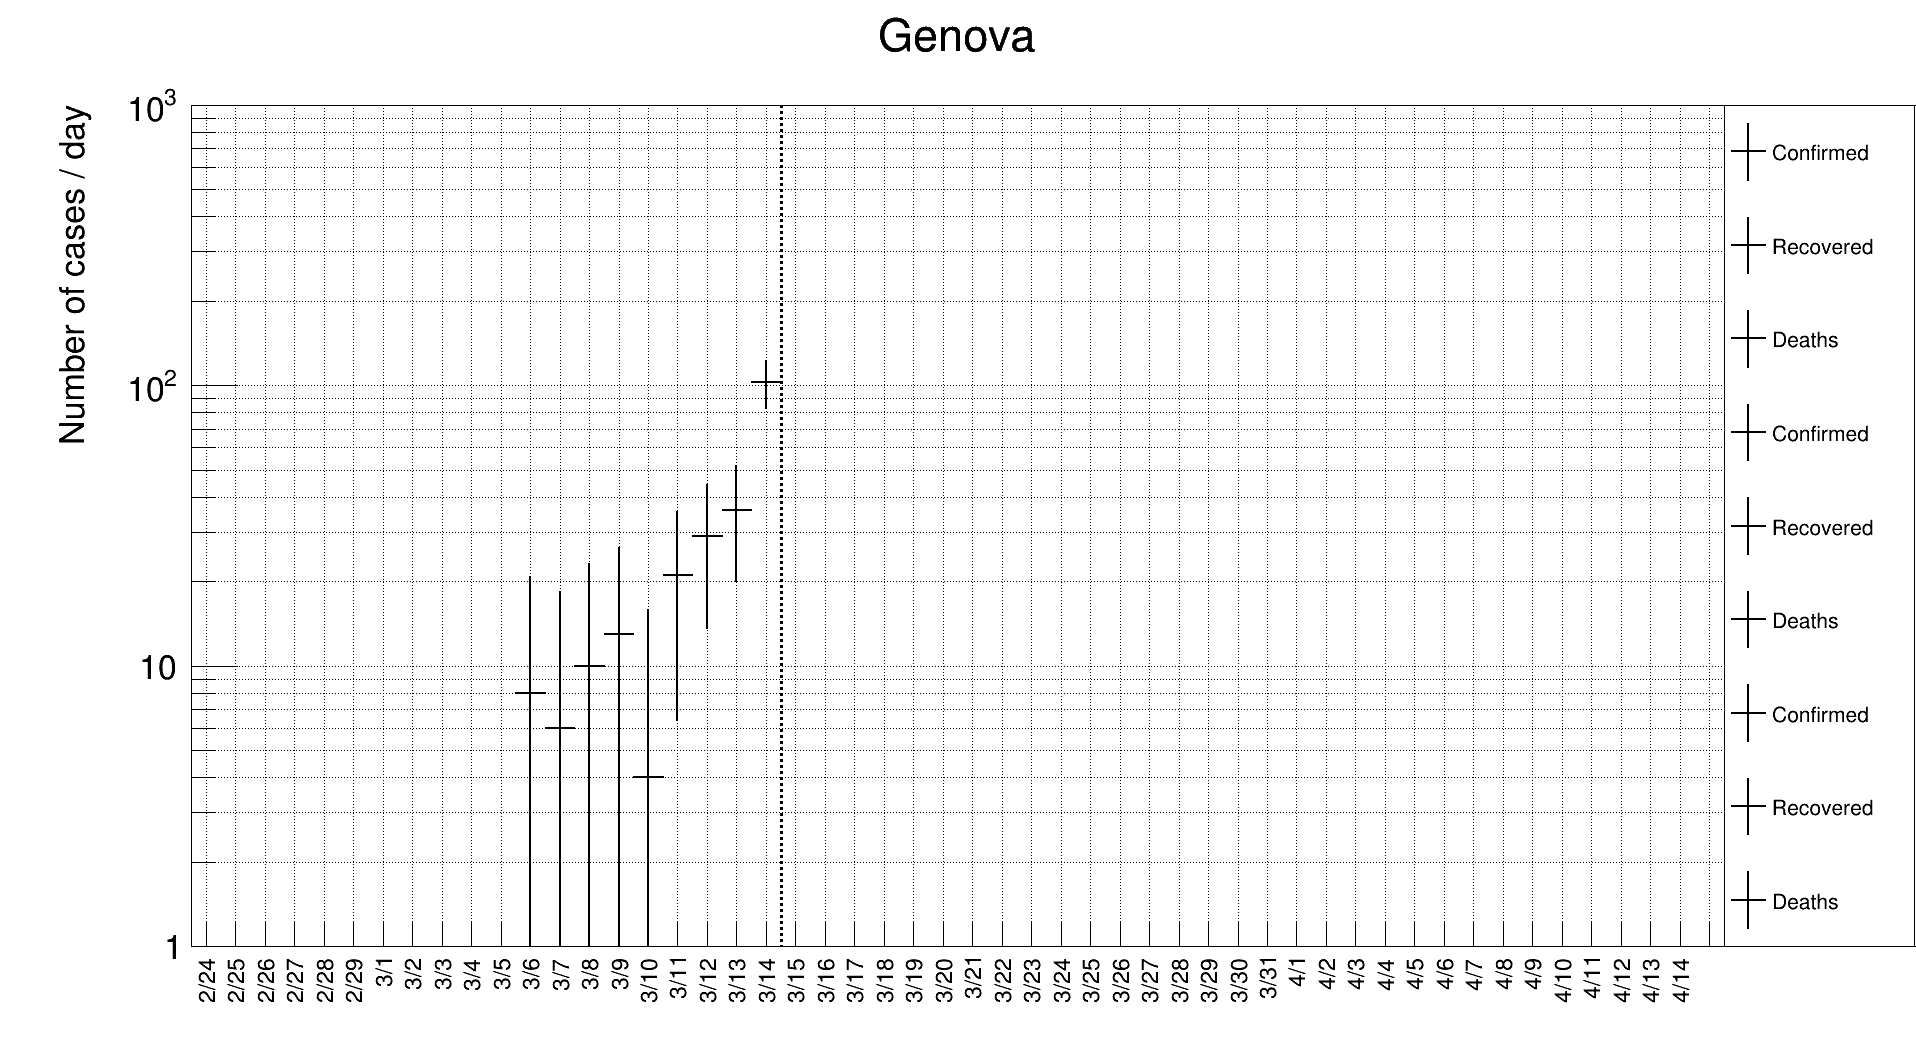 Genova
Number of cases / day
10³
10²
10
1
2/24 2/25 2/26 2/27 2/28 2/29 3/1 3/2 3/3 3/4 3/5 3/6 3/7 3/8 3/9 3/10 3/11 3/12 3/13 3/14 3/15 3/16 3/17 3/18 3/19 3/20 3/21 3/22 3/23 3/24 3/25 3/26 3/27 3/28 3/29 3/30 3/31 4/1 4/2 4/3 4/4 4/5 4/6 4/7 4/8 4/9 4/10 4/11 4/12 4/13 4/14
Confirmed
Recovered
Deaths
Confirmed
Recovered
Deaths
Confirmed
Recovered
Deaths